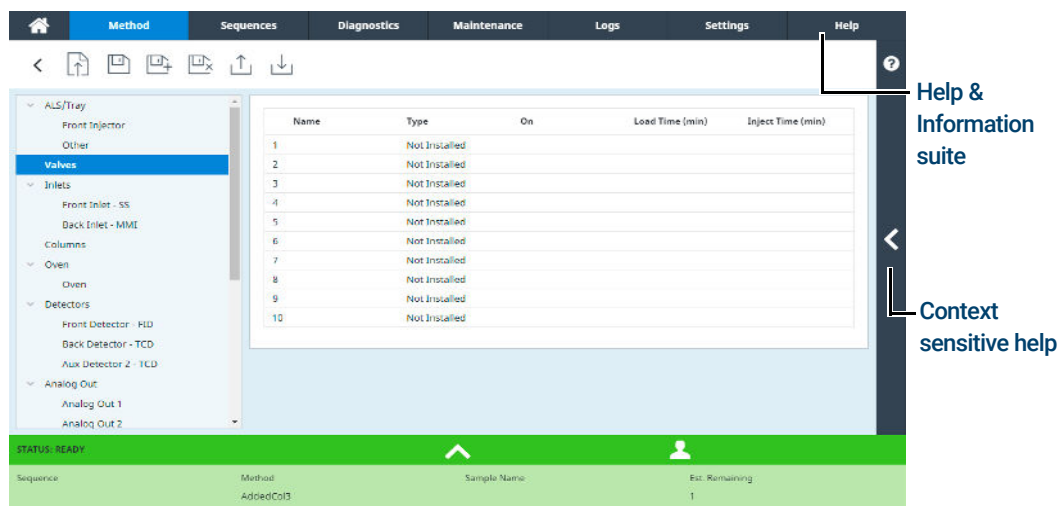 Method Sequences Diagnostics Maintenance Logs Settings Help
?
Help &
Information
suite
ALS/Tray
Front Injector
Other
Valves
Inlets
Front Inlet - SS
Back Inlet - MMI
Columns
Oven
Oven
Detectors
Front Detector - FID
Back Detector - TCD
Aux Detector 2 - TCD
Analog Out
Analog Out 1
Analog Out 2
Name Type On Load Time (min) Inject Time (min)
1 Not Installed
2 Not Installed
3 Not Installed
4 Not Installed
5 Not Installed
6 Not Installed
7 Not Installed
8 Not Installed
9 Not Installed
10 Not Installed
Context
sensitive help
STATUS: READY
Sequence Method Sample Name Est. Remaining
AddedCol3 1